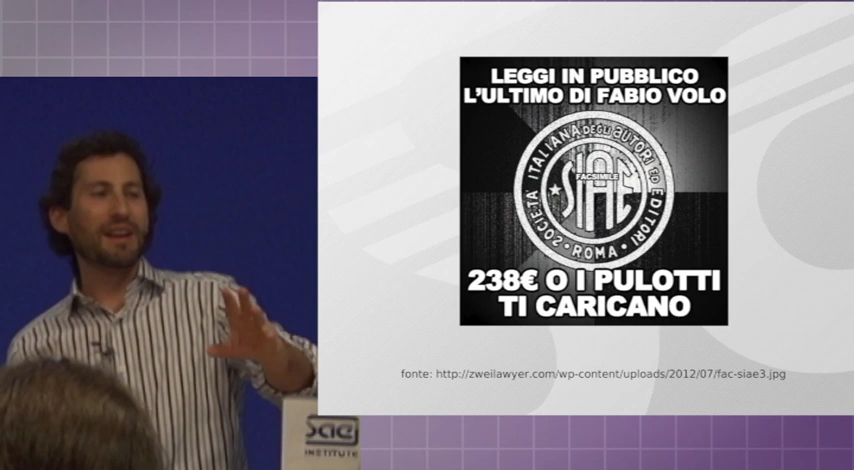 LEGGI IN PUBBLICO
L'ULTIMO DI FABIO VOLO
SOCIETÀ ITALIANA DEGLI AUTORI ED EDITORI
FACSIMILE
SIAE
• ROMA •
238€ O I PULOTTI
TI CARICANO
fonte: http://zweilawyer.com/wp-content/uploads/2012/07/fac-siae3.jpg
sae
INSTITUTE